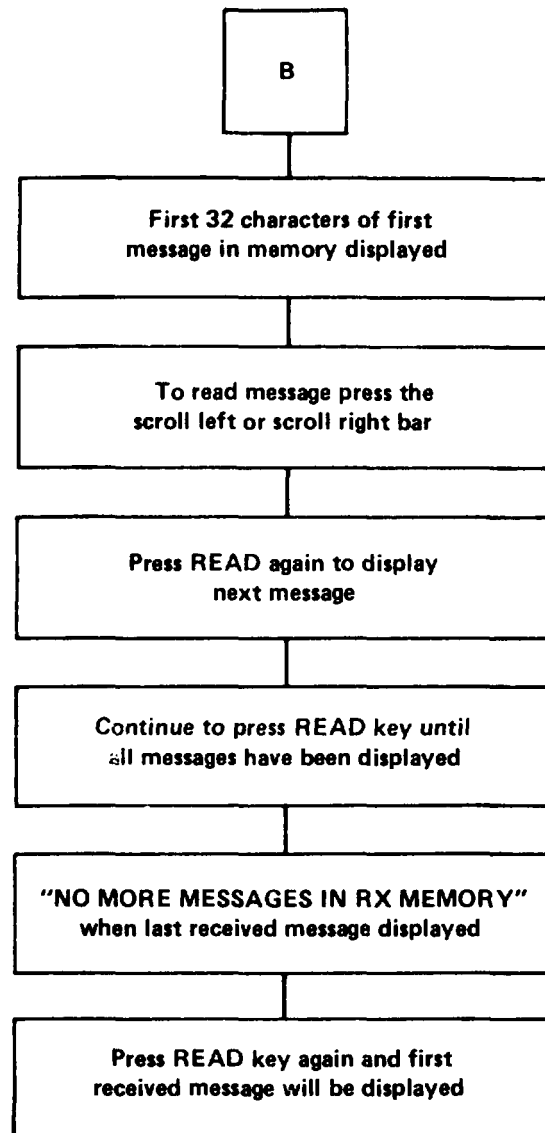 B
First 32 characters of first
message in memory displayed
To read message press the
scroll left or scroll right bar
Press READ again to display
next message
Continue to press READ key until
all messages have been displayed
"NO MORE MESSAGES IN RX MEMORY"
when last received message displayed
Press READ key again and first
received message will be displayed